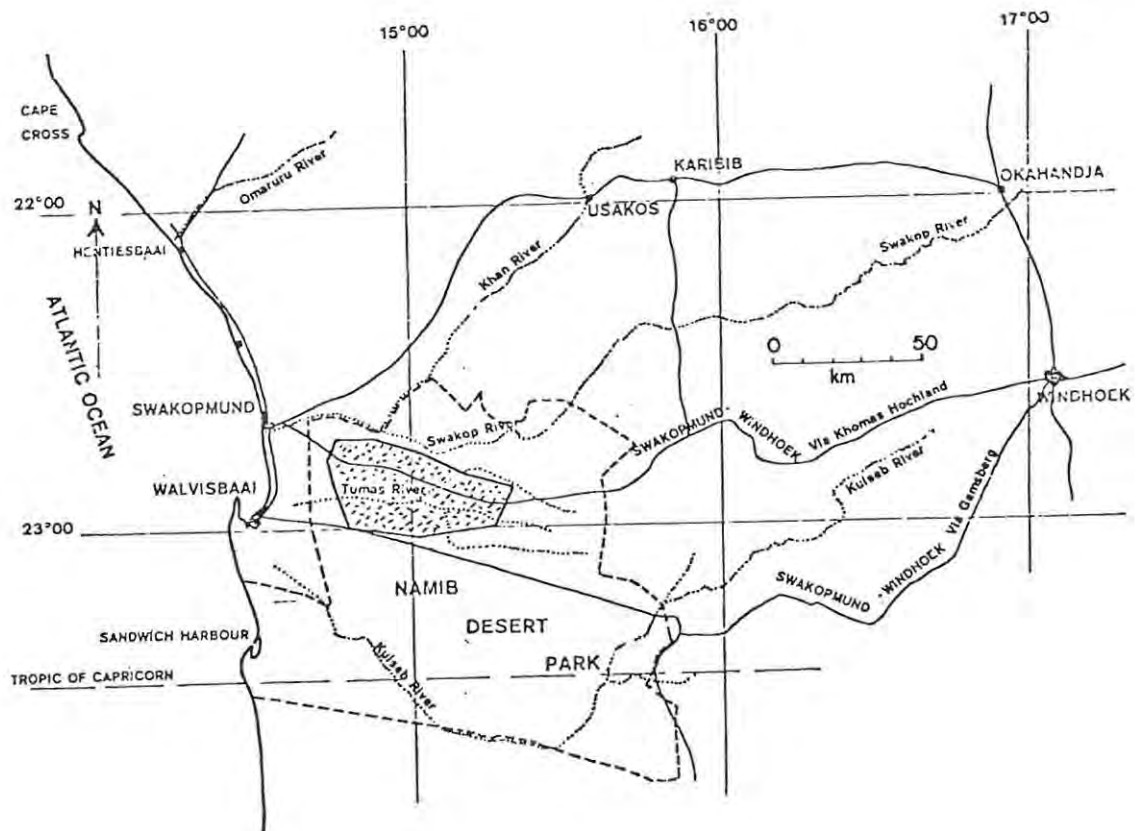 15°00
16°00
17°00
CAPE
CROSS
Omaruru River
KARIBIB
OKAHANDJA
22°00
N
USAKOS
HENTIESBAAI
Khan River
Swakop River
ATLANTIC OCEAN
0 50
km
SWAKOPMUND
Swakop River
SWAKOPMUND - WINDHOEK Via Khomas Hochland
WINDHOEK
WALVISBAAI
Tumas River
Kuiseb River
23°00
SWAKOPMUND - WINDHOEK Via Gamsberg
NAMIB
DESERT
PARK
SANDWICH HARBOUR
Kuiseb River
TROPIC OF CAPRICORN